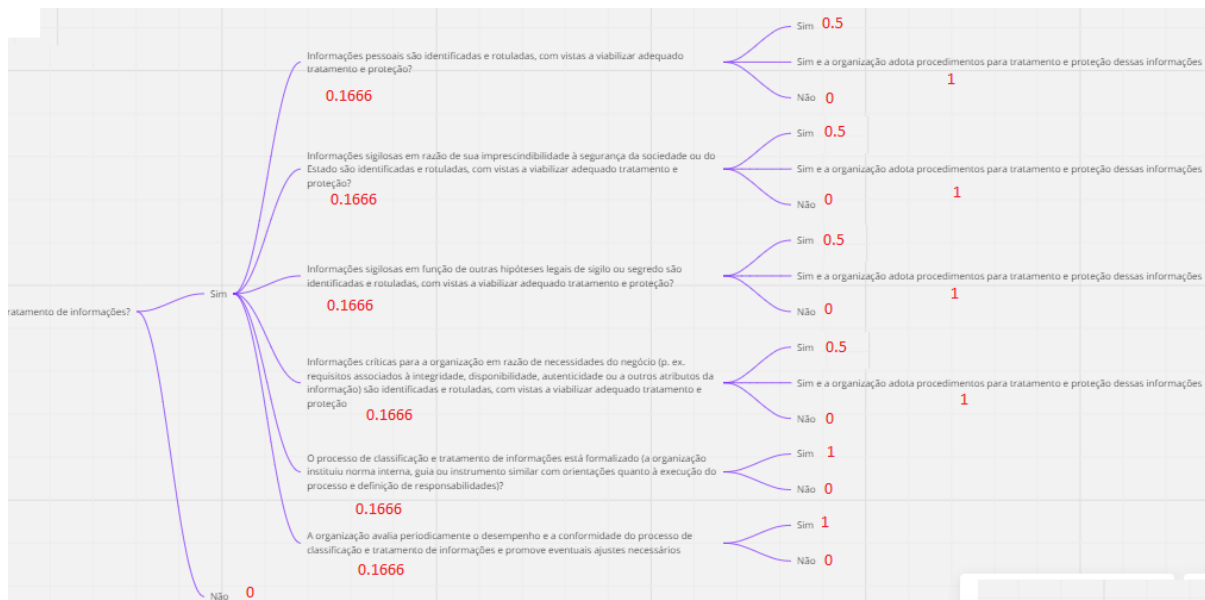 Sim 0.5
Informações pessoais são identificadas e rotuladas, com vistas a viabilizar adequado
tratamento e proteção?
Sim e a organização adota procedimentos para tratamento e proteção dessas informações
1
0.1666
Não 0
Sim 0.5
Informações sigilosas em razão de sua imprescindibilidade à segurança da sociedade ou do
Estado são identificadas e rotuladas, com vistas a viabilizar adequado tratamento e
proteção?
Sim e a organização adota procedimentos para tratamento e proteção dessas informações
1
0.1666
Não 0
Sim 0.5
Informações sigilosas em função de outras hipóteses legais de sigilo ou segredo são
identificadas e rotuladas, com vistas a viabilizar adequado tratamento e proteção?
Sim e a organização adota procedimentos para tratamento e proteção dessas informações
1
Sim
0.1666
Não 0
ratamento de informações?
Sim 0.5
Informações críticas para a organização em razão de necessidades do negócio (p. ex.
requisitos associados à integridade, disponibilidade, autenticidade ou a outros atributos da
informação) são identificadas e rotuladas, com vistas a viabilizar adequado tratamento e
proteção
Sim e a organização adota procedimentos para tratamento e proteção dessas informações
1
0.1666
Não 0
O processo de classificação e tratamento de informações está formalizado (a organização
instituiu norma interna, guia ou instrumento similar com orientações quanto à execução do
processo e definição de responsabilidades)?
Sim 1
Não 0
0.1666
A organização avalia periodicamente o desempenho e a conformidade do processo de
classificação e tratamento de informações e promove eventuais ajustes necessários
Sim 1
Não 0
0.1666
Não 0